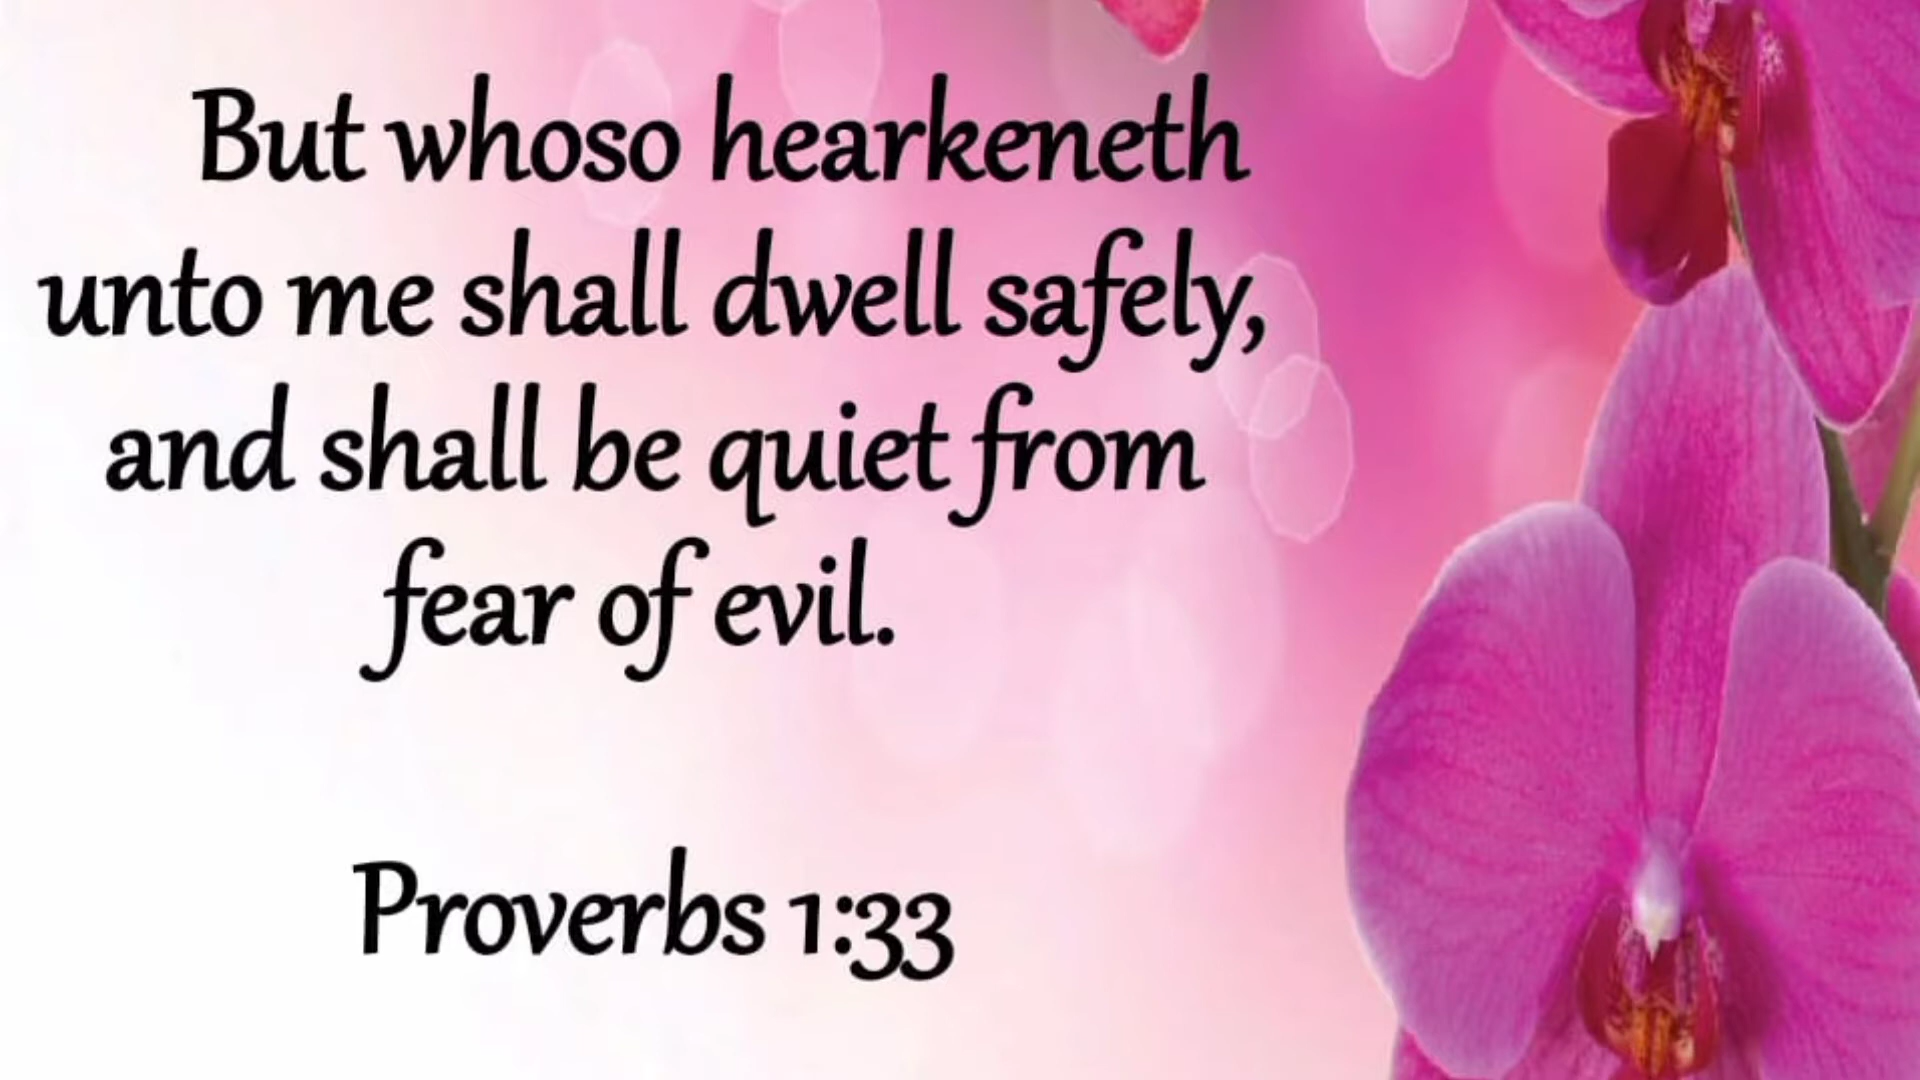 But whoso hearkeneth
unto me shall dwell safely,
and shall be quiet from
fear of evil.
Proverbs 1:33